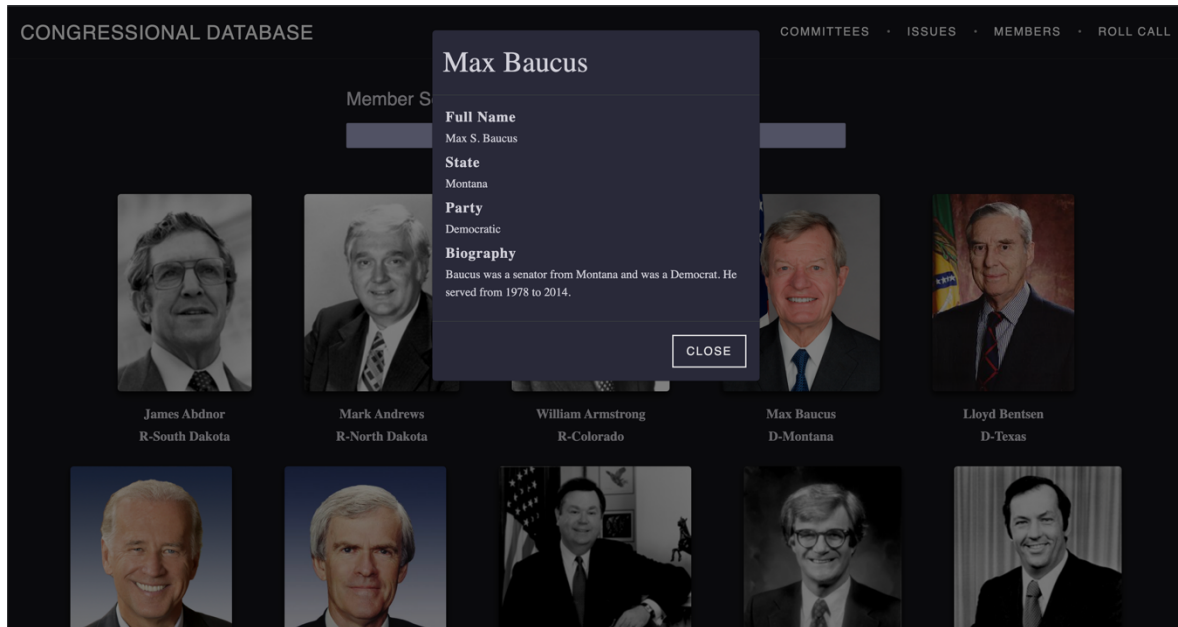 CONGRESSIONAL DATABASE
COMMITTEES • ISSUES • MEMBERS • ROLL CALL
Member S
Max Baucus
Full Name
Max S. Baucus
State
Montana
Party
Democratic
Biography
Baucus was a senator from Montana and was a Democrat. He
served from 1978 to 2014.
CLOSE
James Abdnor
R-South Dakota
Mark Andrews
R-North Dakota
William Armstrong
R-Colorado
Max Baucus
D-Montana
Lloyd Bentsen
D-Texas